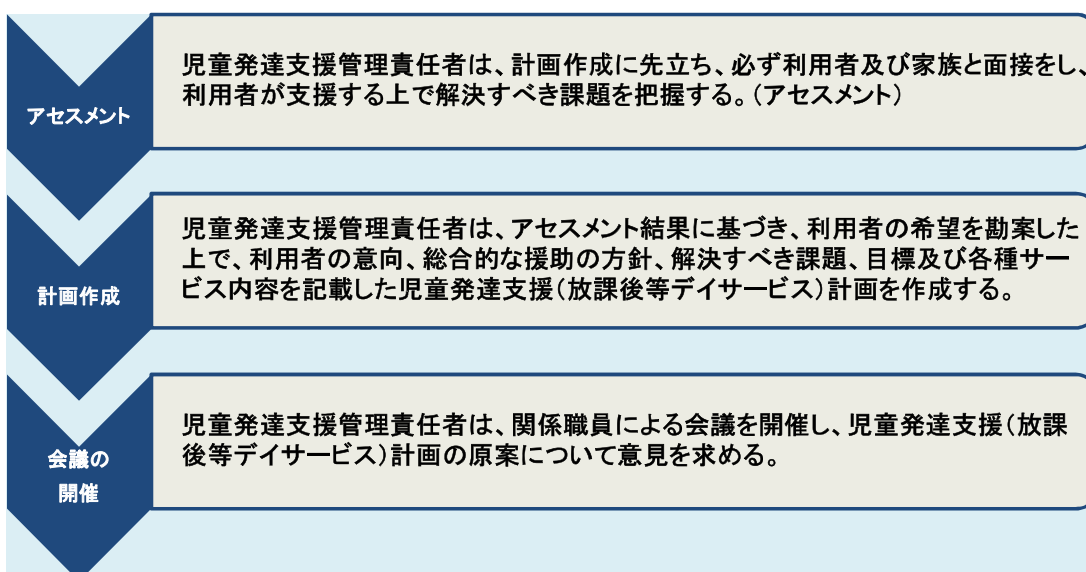 アセスメント
児童発達支援管理責任者は、計画作成に先立ち、必ず利用者及び家族と面接をし、
利用者が支援する上で解決すべき課題を把握する。（アセスメント）
計画作成
児童発達支援管理責任者は、アセスメント結果に基づき、利用者の希望を勘案した
上で、利用者の意向、総合的な援助の方針、解決すべき課題、目標及び各種サー
ビス内容を記載した児童発達支援（放課後等デイサービス）計画を作成する。
会議の
開催
児童発達支援管理責任者は、関係職員による会議を開催し、児童発達支援（放課
後等デイサービス）計画の原案について意見を求める。